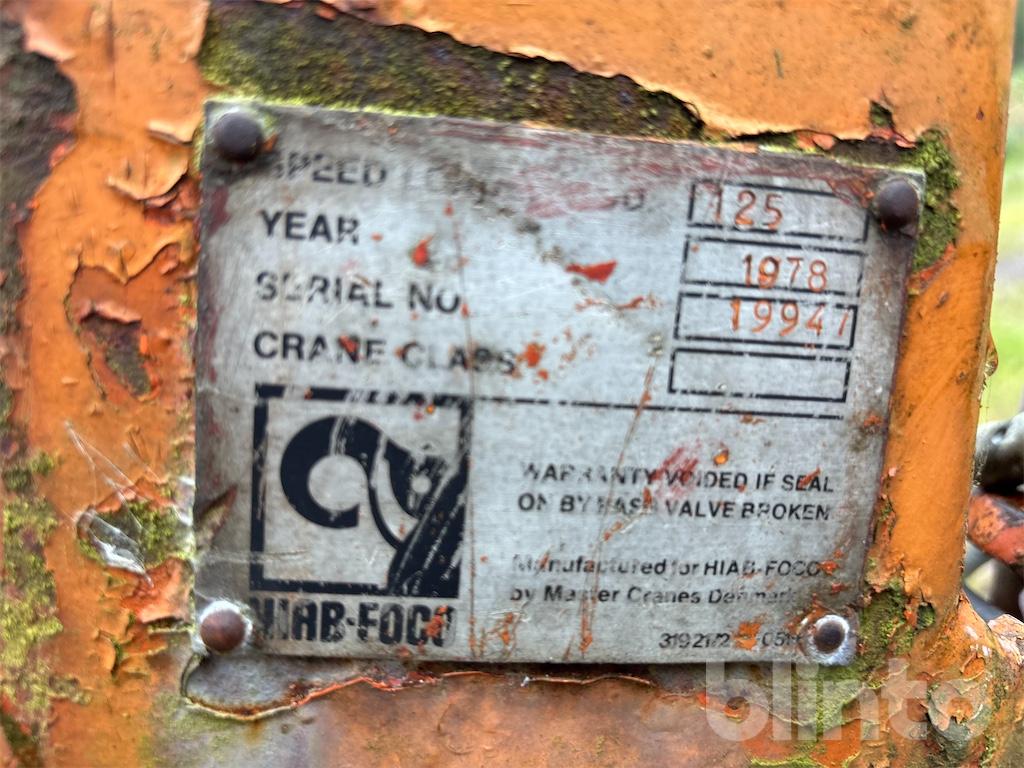 SPEED 125
YEAR 1978
SERIAL NO. 19947
CRANE CLASS
WARRANTY VOIDED IF SEAL
ON BY PASS VALVE BROKEN
Manufactured for HIAB-FOCO
by Master Cranes Denmark
HIAB-FOCO
blinto